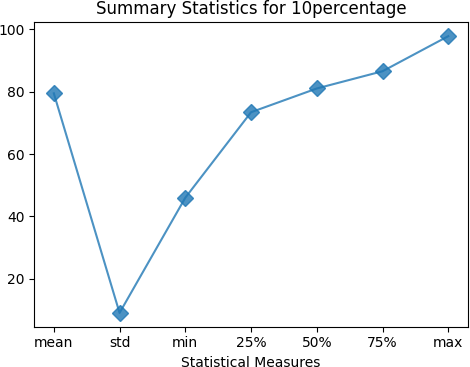 Summary Statistics for 10percentage
100
80
60
40
20
mean std min 25% 50% 75% max
Statistical Measures